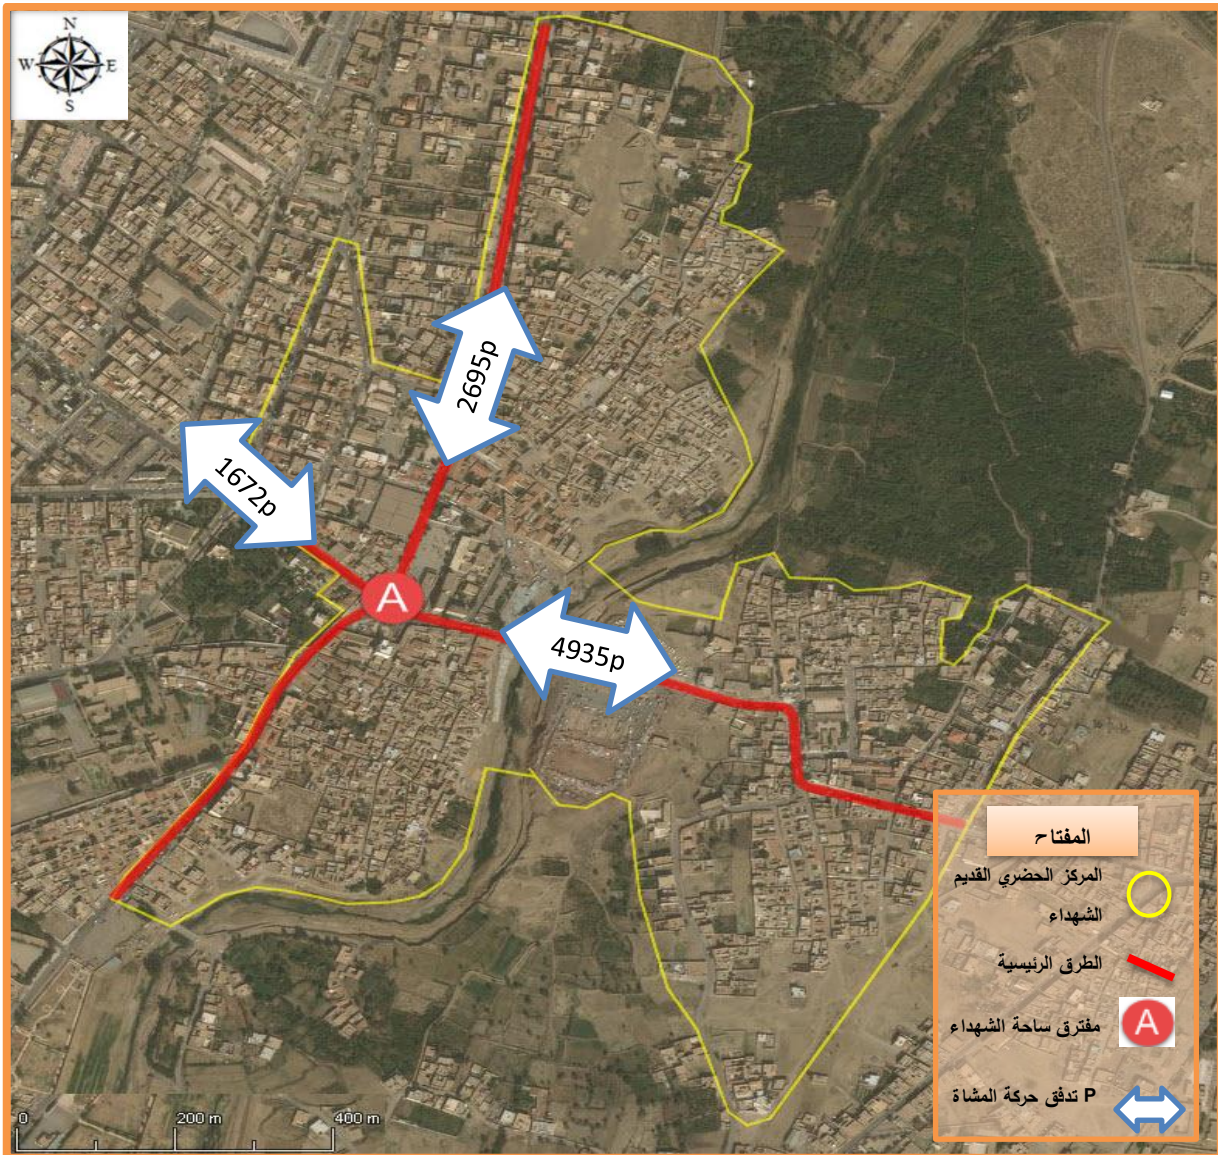 N
W E
S
2695p
1672p
A
4935p
المفتاح
المركز الحضري القديم
الشهداء
الطرق الرئيسية
مفترق ساحة الشهداء A
P تدفق حركة المشاة
0 200 m 400 m